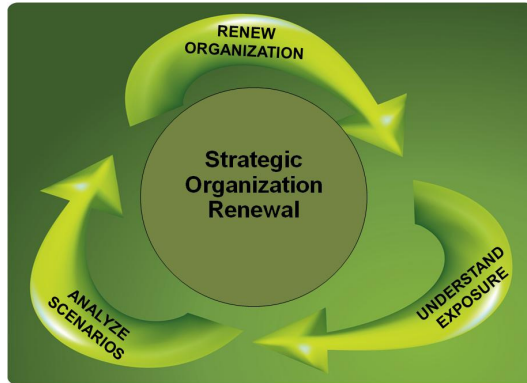 RENEW
ORGANIZATION
Strategic
Organization
Renewal
UNDERSTAND
EXPOSURE
ANALYZE
SCENARIOS